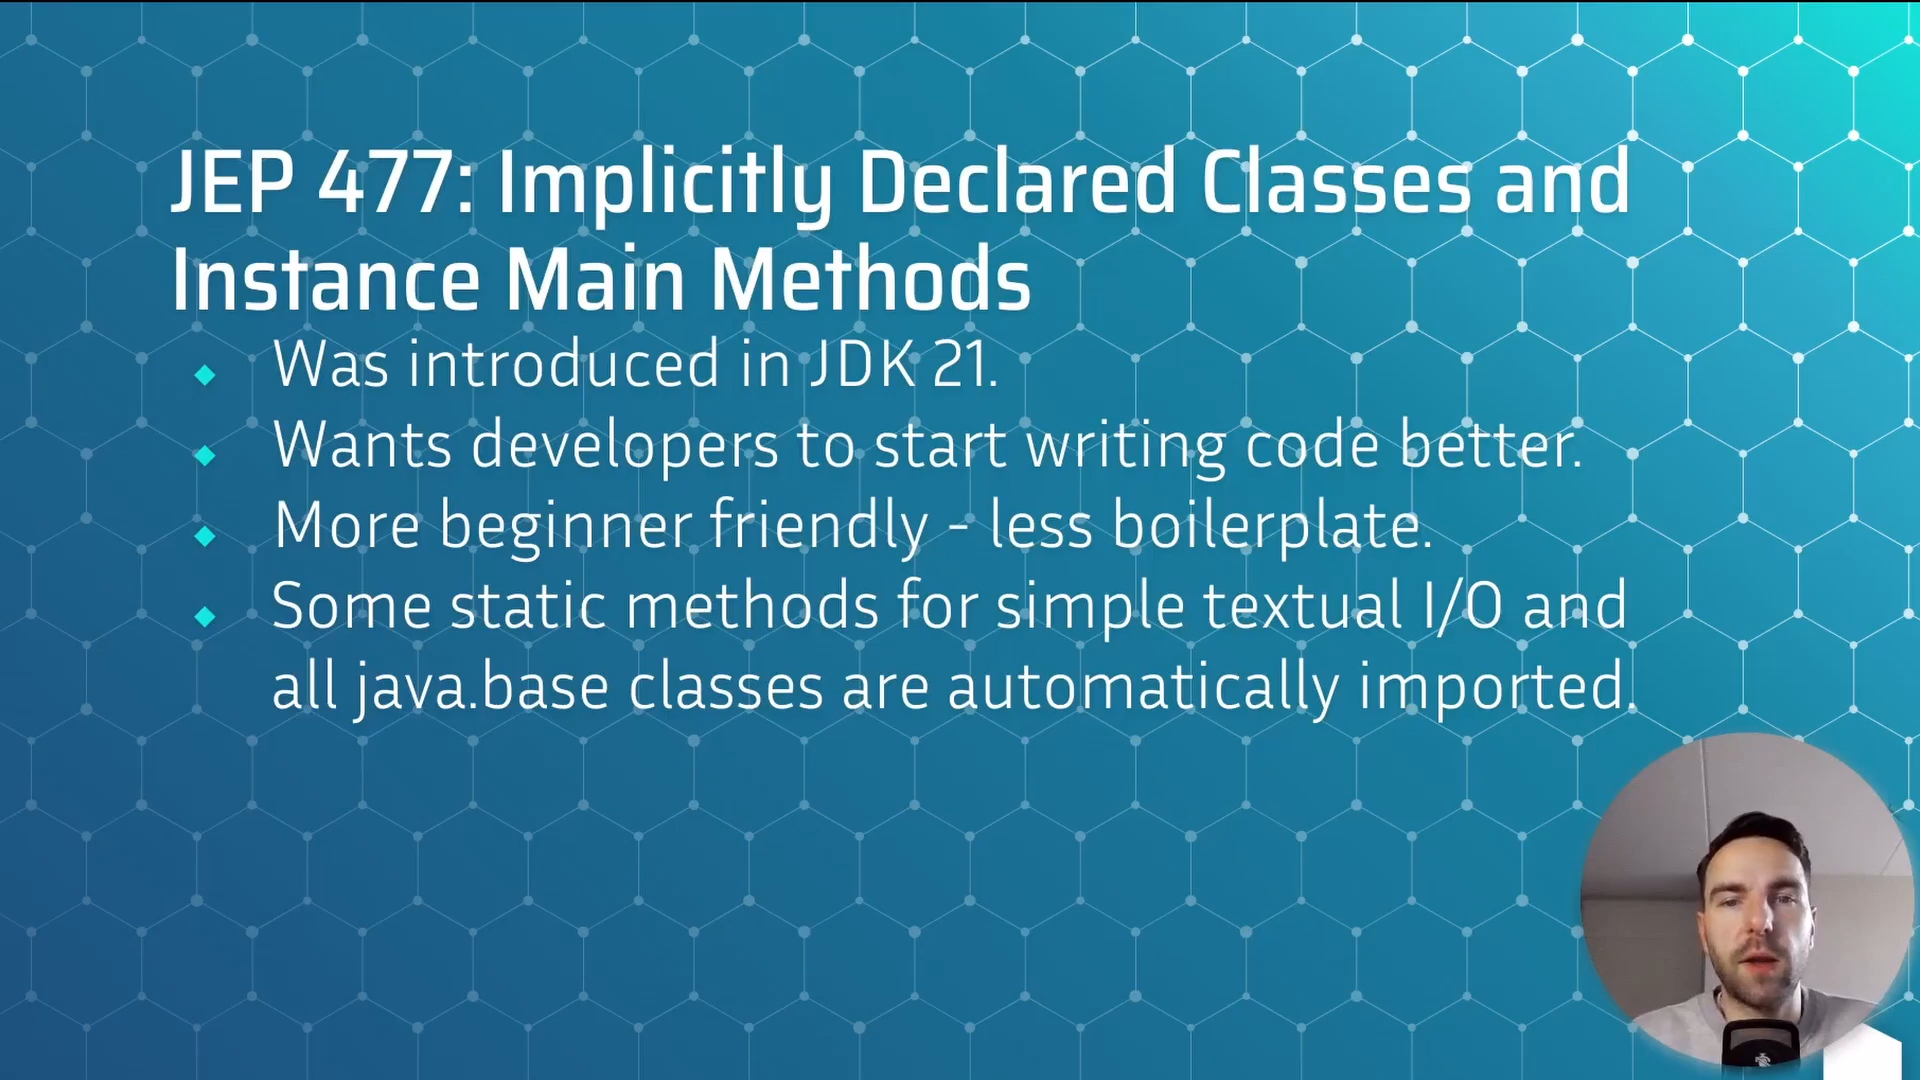 JEP 477: Implicitly Declared Classes and
Instance Main Methods
Was introduced in JDK 21.
Wants developers to start writing code better.
More beginner friendly - less boilerplate.
Some static methods for simple textual I/O and
all java.base classes are automatically imported.